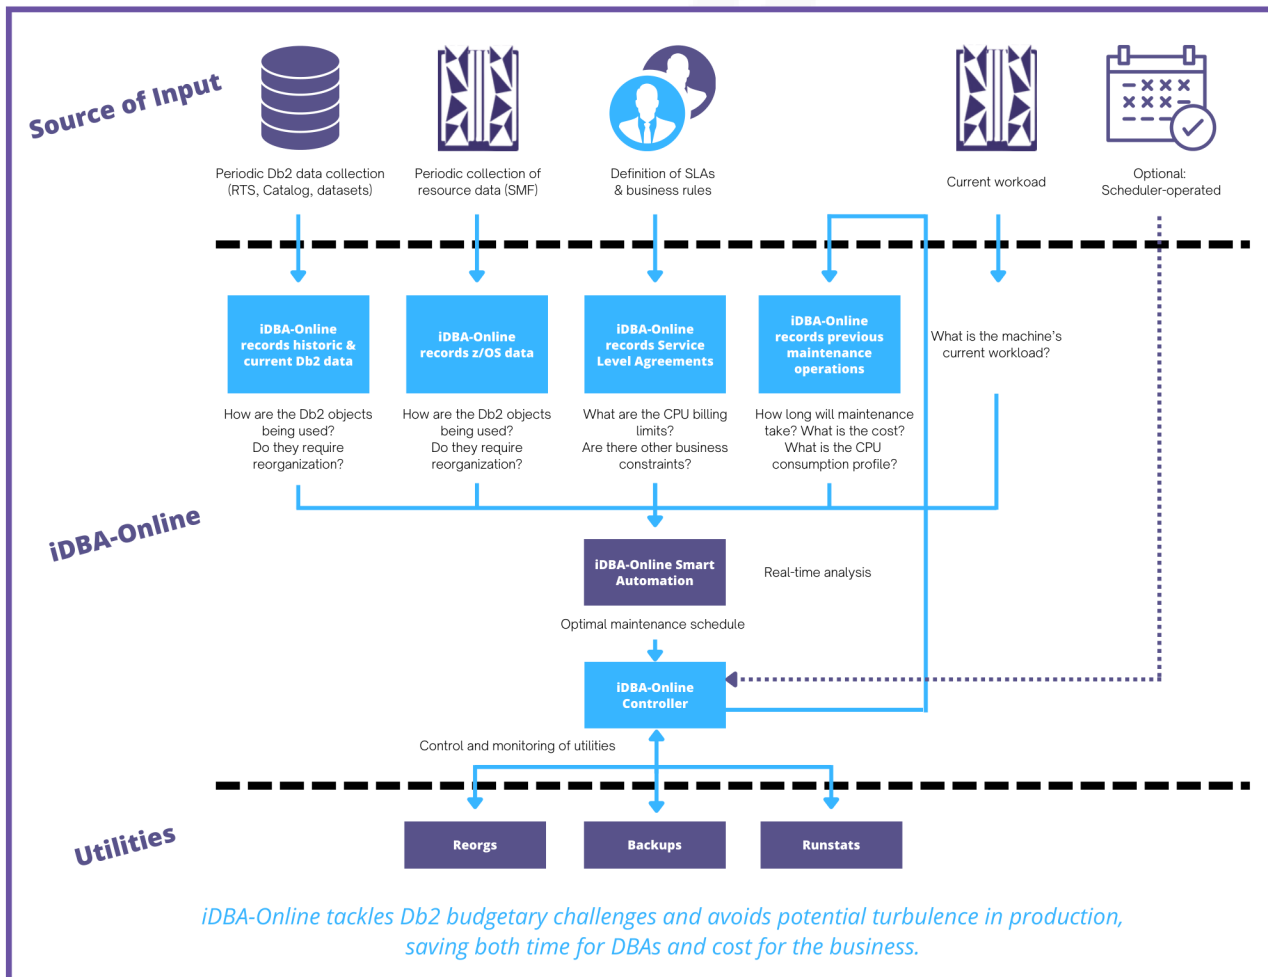 Source of Input
Periodic Db2 data collection
(RTS, Catalog, datasets)
Periodic collection of
resource data (SMF)
Definition of SLAs
& business rules
Current workoad
Optional:
Scheduler-operated
iDBA-Online
records historic &
current Db2 data
iDBA-Online
records z/OS data
iDBA-Online
records Service
Level Agreements
iDBA-Online
records previous
maintenance
operations
What is the machine's
current workload?
How are the Db2 objects
being used?
Do they require
reorganization?
How are the Db2 objects
being used?
Do they require
reorganization?
What are the CPU billing
limits?
Are there other business
constraints?
How long will maintenance
take? What is the cost?
What is the CPU
consumption profile?
iDBA-Online
iDBA-Online Smart
Automation
Real-time analysis
Optimal maintenance schedule
iDBA-Online
Controller
Control and monitoring of utilities
Utilities
Reorgs
Backups
Runstats
iDBA-Online tackles Db2 budgetary challenges and avoids potential turbulence in production,
saving both time for DBAs and cost for the business.